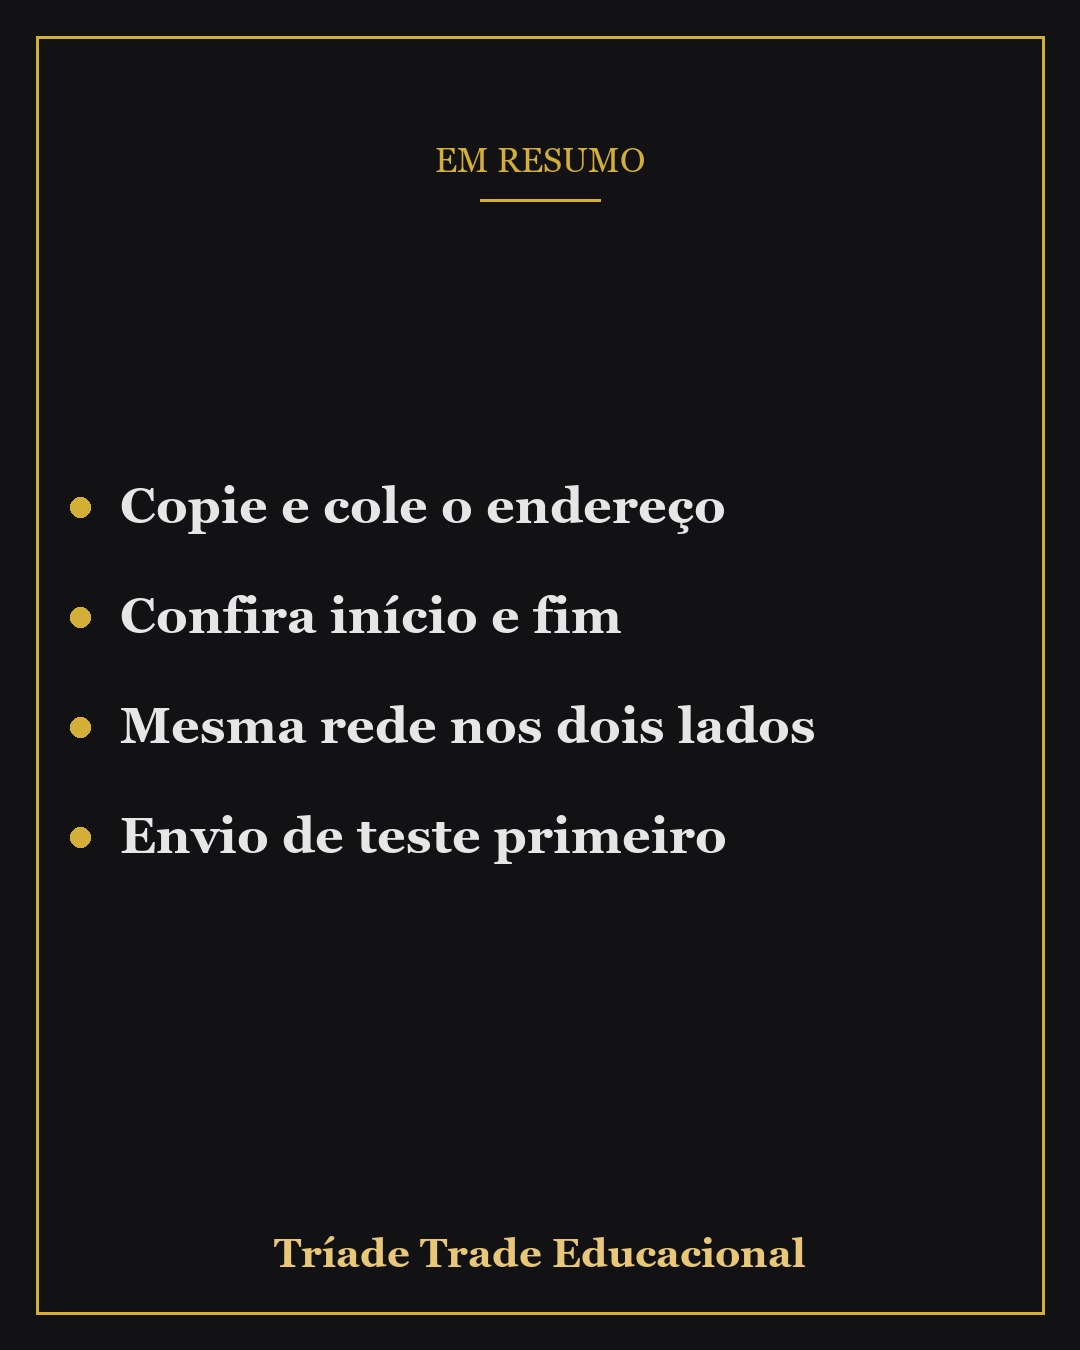 EM RESUMO
Copie e cole o endereço
Confira início e fim
Mesma rede nos dois lados
Envio de teste primeiro
Tríade Trade Educacional